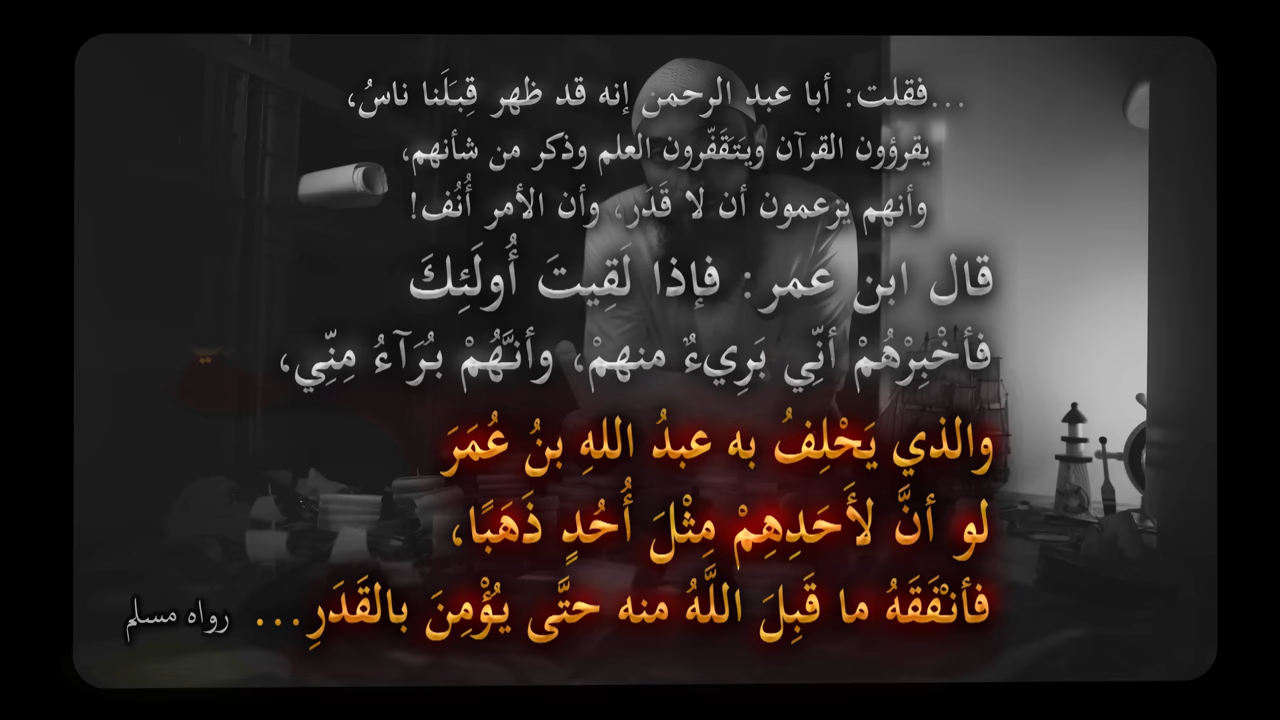 ...فقلت: أبا عبد الرحمن إنه قد ظهر قِبَلَنا ناسُ،
يقرؤون القرآن ويَتَقَفّرون العلم وذكر من شأنهم،
وأنهم يزعمون أن لا قَدَر، وأن الأمر أُنُف!
قال ابن عمر: فإذا لَقِيتَ أُولَئِكَ
فأخْبِرْهُمْ أنِّي بَرِيءٌ منهمْ، وأنَّهُمْ بُرَآءُ مِنِّي،
والذي يَحْلِفُ به عبدُ اللهِ بنُ عُمَرَ
لو أنَّ لأَحَدِهِمْ مِثْلَ أُحُدٍ ذَهَبًا،
فأنْفَقَهُ ما قَبِلَ اللَّهُ منه حتَّى يُؤْمِنَ بالقَدَرِ... رواه مسلم